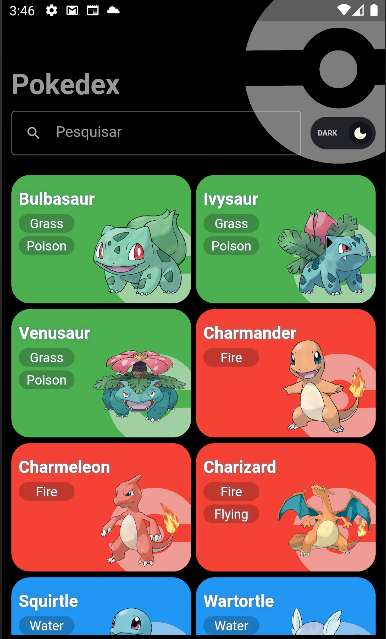 3:46
Pokedex
Pesquisar
DARK
Bulbasaur
Grass
Poison
Ivysaur
Grass
Poison
Venusaur
Grass
Poison
Charmander
Fire
Charmeleon
Fire
Charizard
Fire
Flying
Squirtle
Water
Wartortle
Water